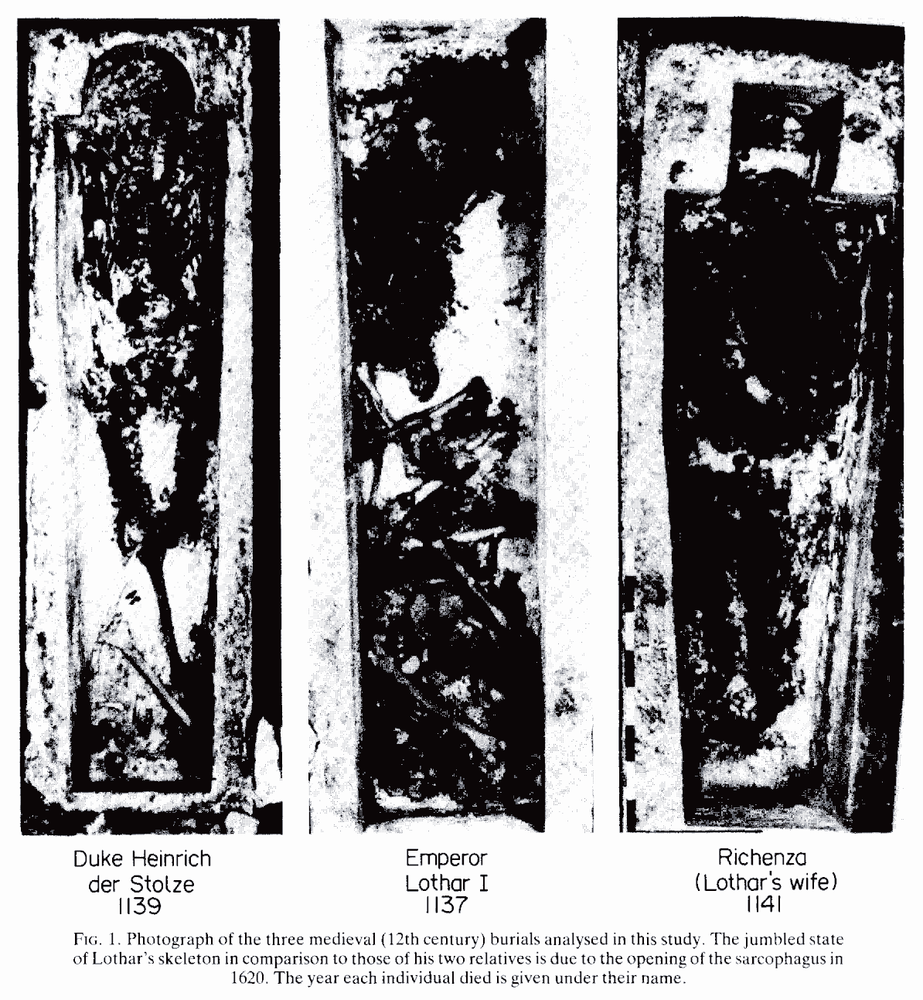 Duke Heinrich
der Stolze
1139
Emperor
Lothar I
1137
Richenza
(Lothar's wife)
1141
FIG. 1. Photograph of the three medieval (12th century) burials analysed in this study. The jumbled state
of Lothar's skeleton in comparison to those of his two relatives is due to the opening of the sarcophagus in
1620. The year each individual died is given under their name.